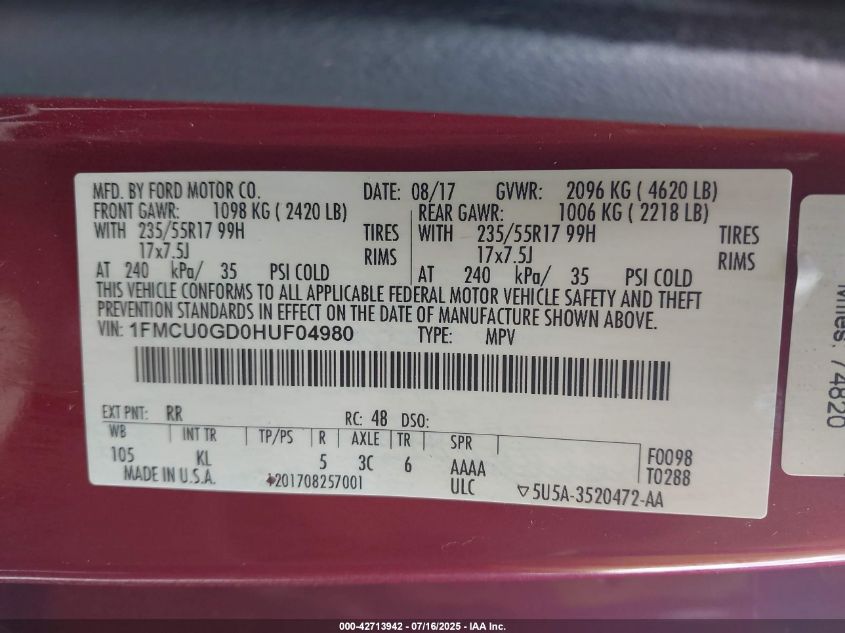 MFD. BY FORD MOTOR CO. DATE: 08/17 GVWR: 2096 KG ( 4620 LB)
FRONT GAWR: 1098 KG ( 2420 LB) REAR GAWR: 1006 KG ( 2218 LB)
WITH 235/55R17 99H TIRES WITH 235/55R17 99H TIRES
17x7.5J RIMS 17x7.5J RIMS
AT 240 kPa/ 35 PSI COLD AT 240 kPa/ 35 PSI COLD
THIS VEHICLE CONFORMS TO ALL APPLICABLE FEDERAL MOTOR VEHICLE SAFETY AND THEFT
PREVENTION STANDARDS IN EFFECT ON THE DATE OF MANUFACTURE SHOWN ABOVE.
VIN: 1FMCU0GD0HUF04980 TYPE: MPV
EXT PNT: RR RC: 48 DSO:
WB INT TR TP/PS R AXLE TR SPR
105 KL 5 3C 6 AAAA F0098
ULC T0288
MADE IN U.S.A. 201708257001 5U5A-3520472-AA
Miles: 74820
000-42713942 - 07/16/2025 - IAA Inc.